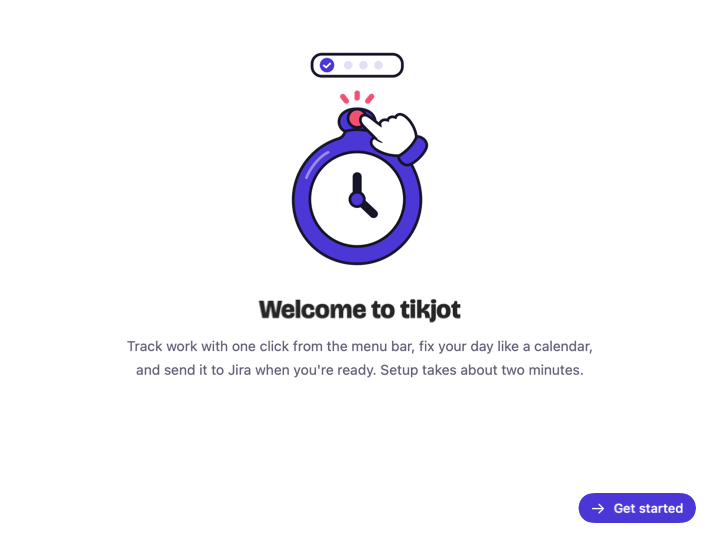 Welcome to tikjot
Track work with one click from the menu bar, fix your day like a calendar,
and send it to Jira when you're ready. Setup takes about two minutes.
Get started